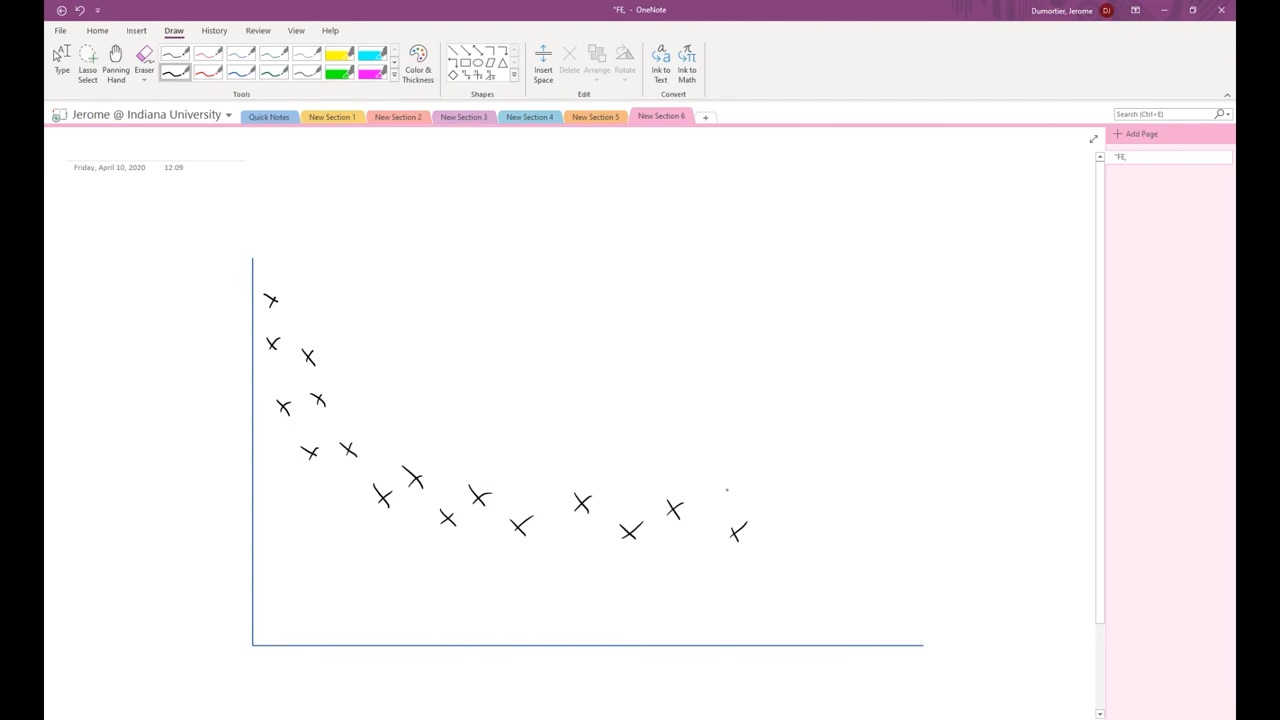 "FE, - OneNote
Dumortier, Jerome DJ
File Home Insert Draw History Review View Help
Type Lasso Select Panning Hand Eraser Color & Thickness Insert Space Delete Arrange Rotate Ink to Text Ink to Math
Tools Shapes Edit Convert
Jerome @ Indiana University Quick Notes New Section 1 New Section 2 New Section 3 New Section 4 New Section 5 New Section 6 Search (Ctrl+E)
Add Page
"FE,
Friday, April 10, 2020 12:09